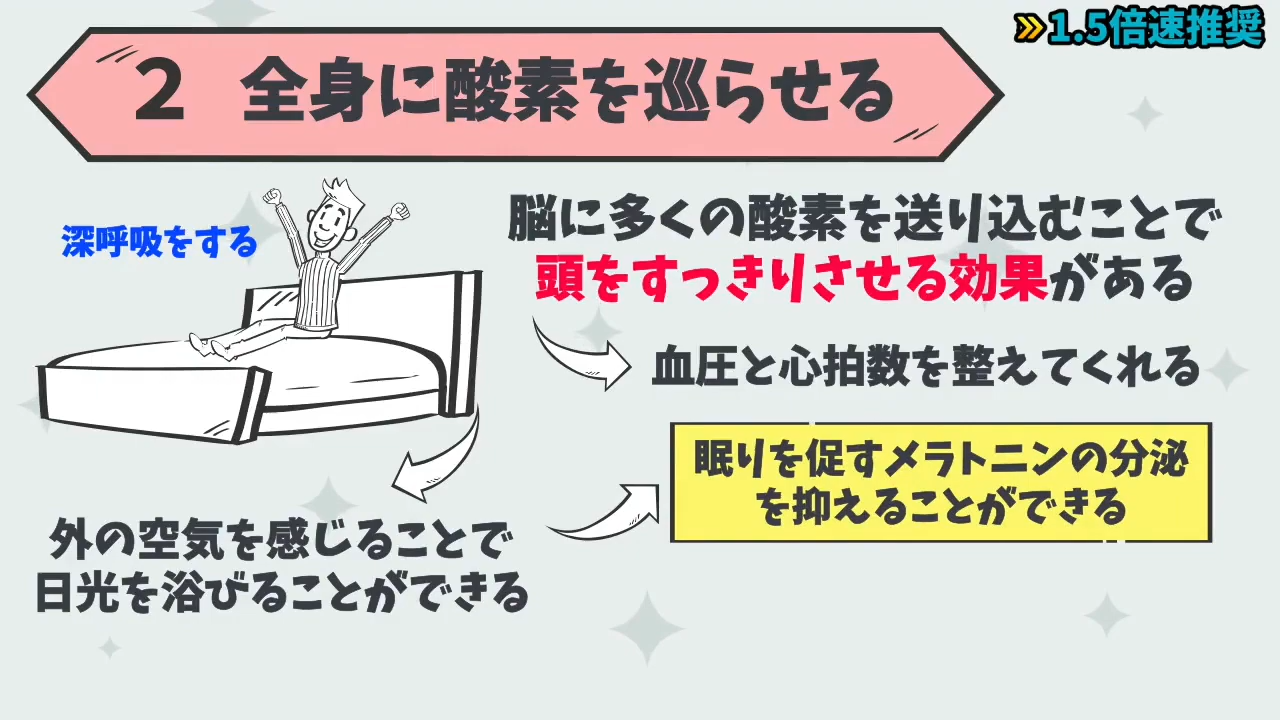 1.5倍速推奨
2 全身に酸素を巡らせる
深呼吸をする
脳に多くの酸素を送り込むことで
頭をすっきりさせる効果がある
血圧と心拍数を整えてくれる
外の空気を感じることで
日光を浴びることができる
眠りを促すメラトニンの分泌
を抑えることができる